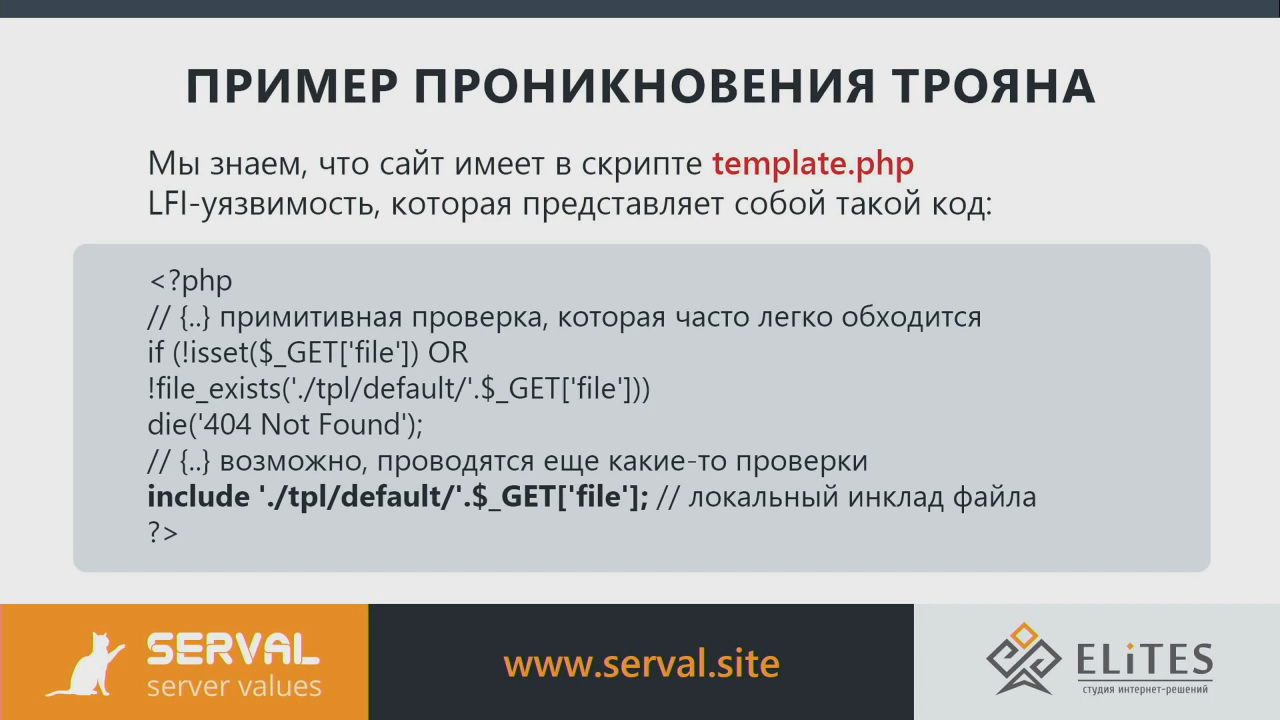 ПРИМЕР ПРОНИКНОВЕНИЯ ТРОЯНА
Мы знаем, что сайт имеет в скрипте template.php
LFI-уязвимость, которая представляет собой такой код:
<?php
// {..} примитивная проверка, которая часто легко обходится
if (!isset($_GET['file']) OR
!file_exists('./tpl/default/'.$_GET['file']))
die('404 Not Found');
// {..} возможно, проводятся еще какие-то проверки
include './tpl/default/'.$_GET['file']; // локальный инклад файла
?>
SERVAL
server values
www.serval.site
ELiTES
студия интернет-решений